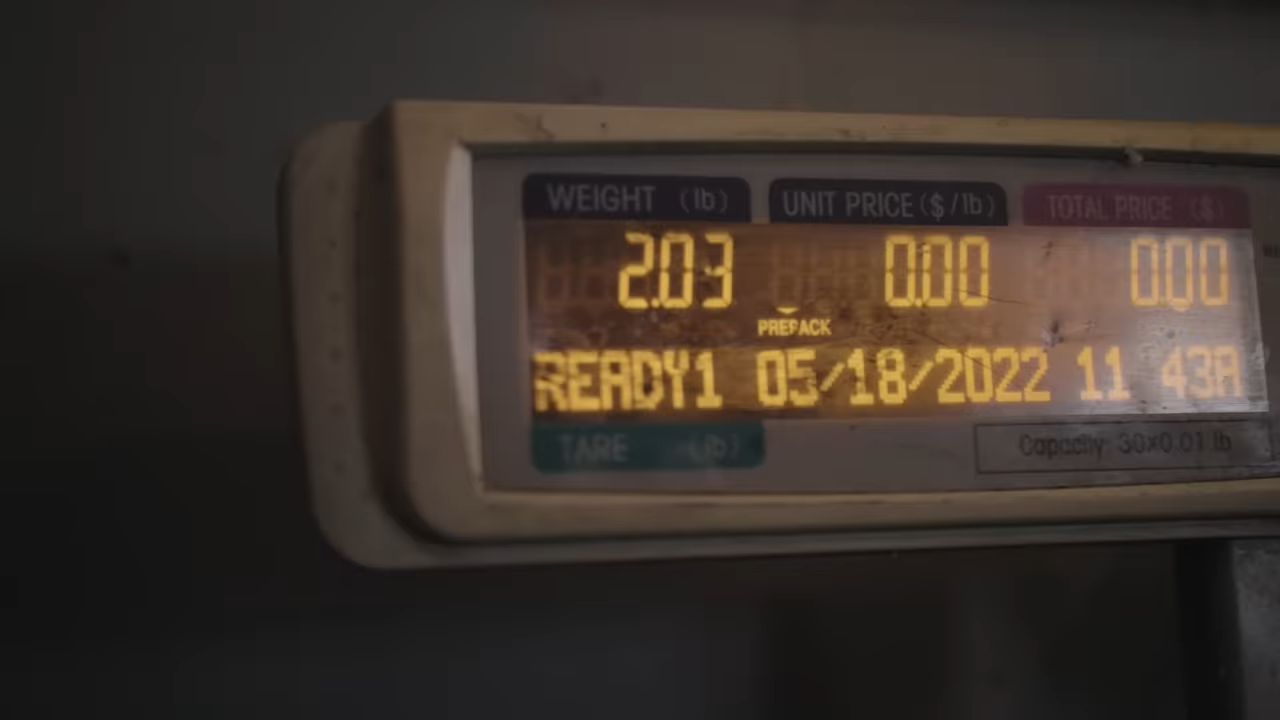 WEIGHT (lb) UNIT PRICE ($/lb) TOTAL PRICE ($)
2.03 0.00 0.00
PREPACK
READY1 05/18/2022 11 43A
TARE (lb)
Capacity 30x0.01 lb